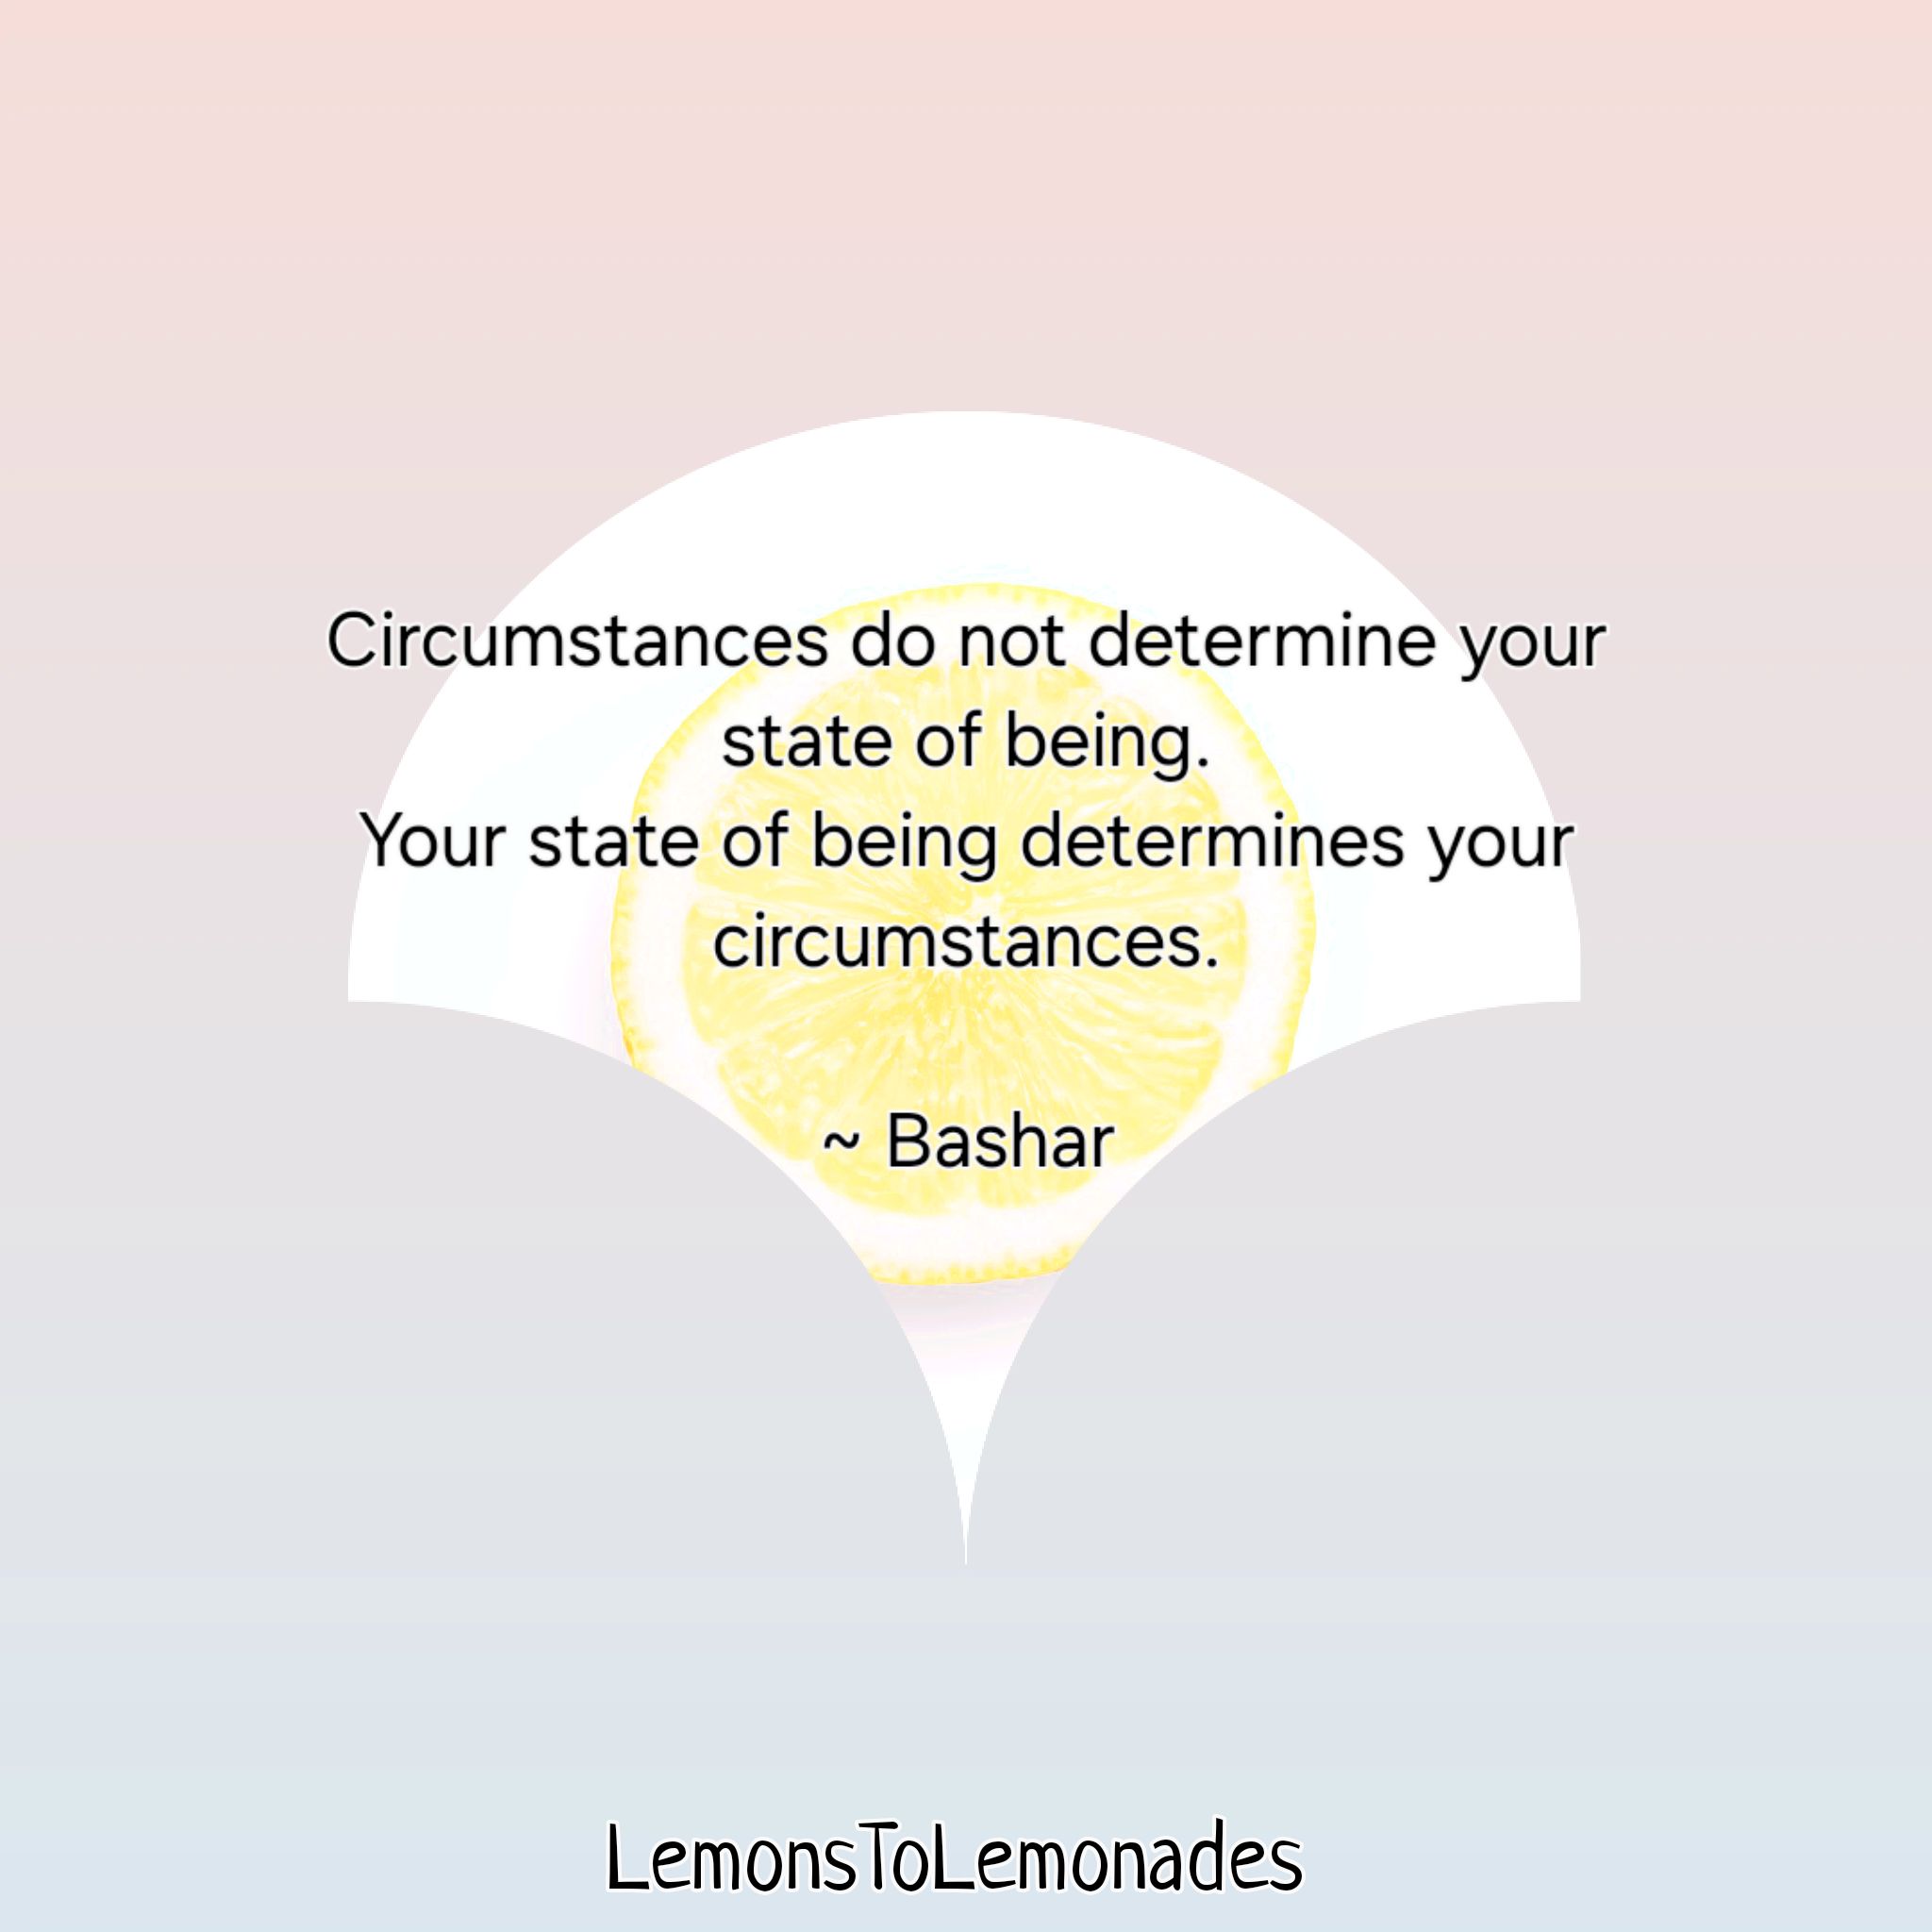 Circumstances do not determine your
state of being.
Your state of being determines your
circumstances.
~ Bashar
LemonsToLemonades